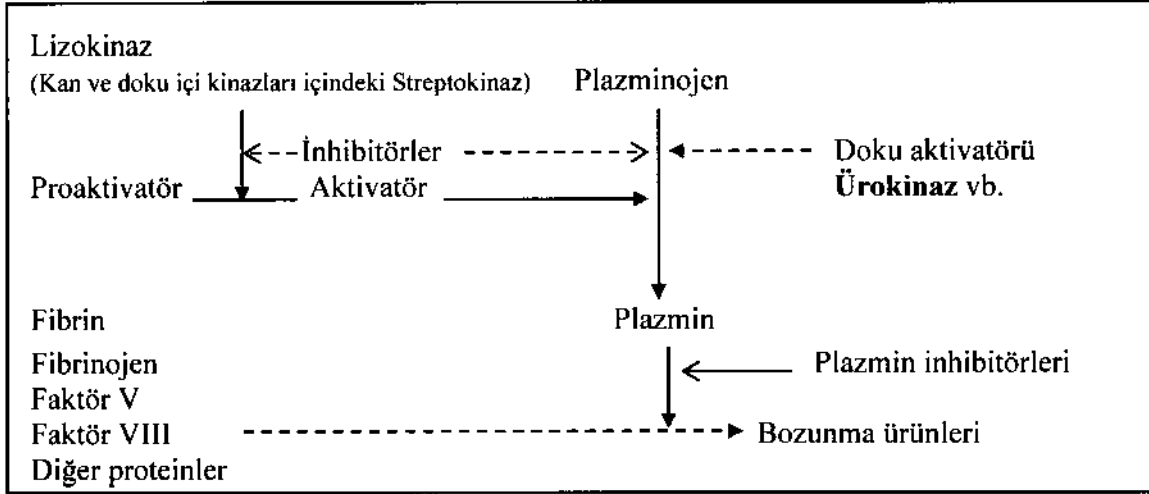 Lizokinaz
(Kan ve doku içi kinazları içindeki Streptokinaz) Plazminojen
İnhibitörler Doku aktivatörü
Proaktivatör Aktivatör Ürokinaz vb.
Fibrin Plazmin
Fibrinojen Plazmin inhibitörleri
Faktör V
Faktör VIII Bozunma ürünleri
Diğer proteinler